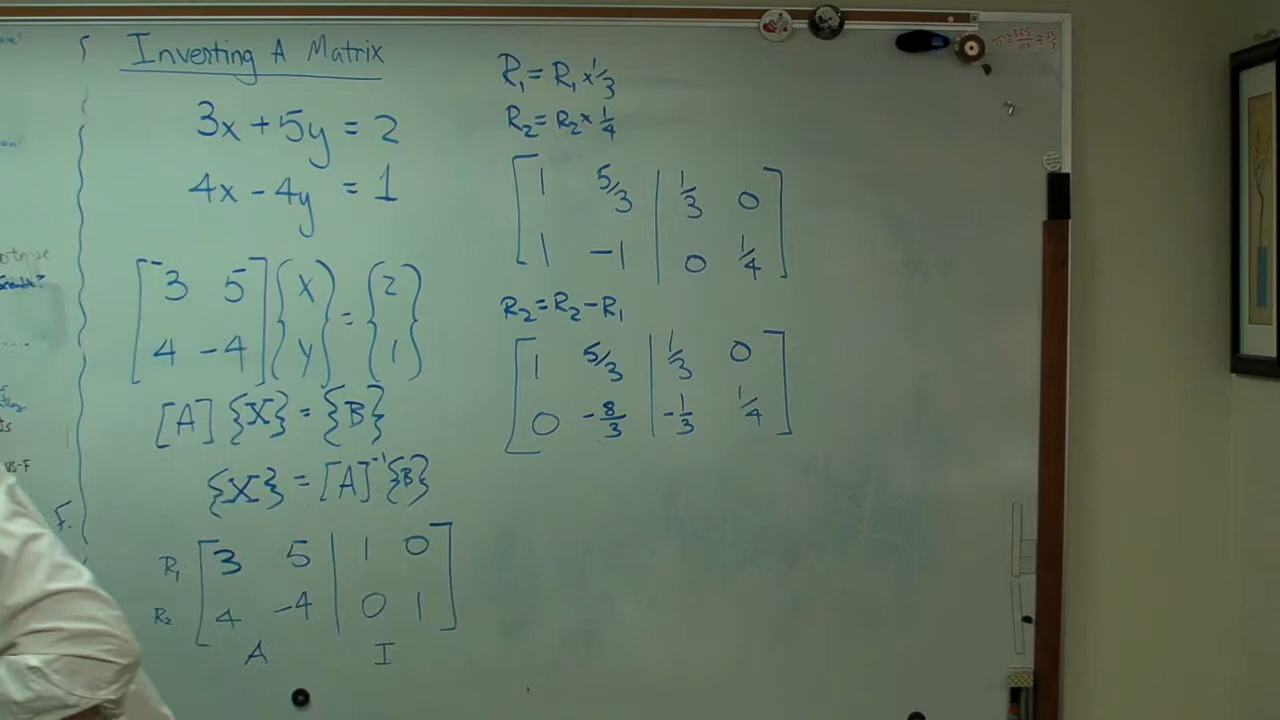 Inverting A Matrix
3x + 5y = 2
4x - 4y = 1
[3 5] {x} = {2}
[4 -4] {y} {1}
[A] {X} = {B}
{X} = [A]⁻¹ {B}
R₁ [3 5 | 1 0]
R₂ [4 -4 | 0 1]
A I
R₁ = R₁ × 1/3
R₂ = R₂ × 1/4
[1 5/3 | 1/3 0]
[1 -1 | 0 1/4]
R₂ = R₂ - R₁
[1 5/3 | 1/3 0]
[0 -8/3 | -1/3 1/4]